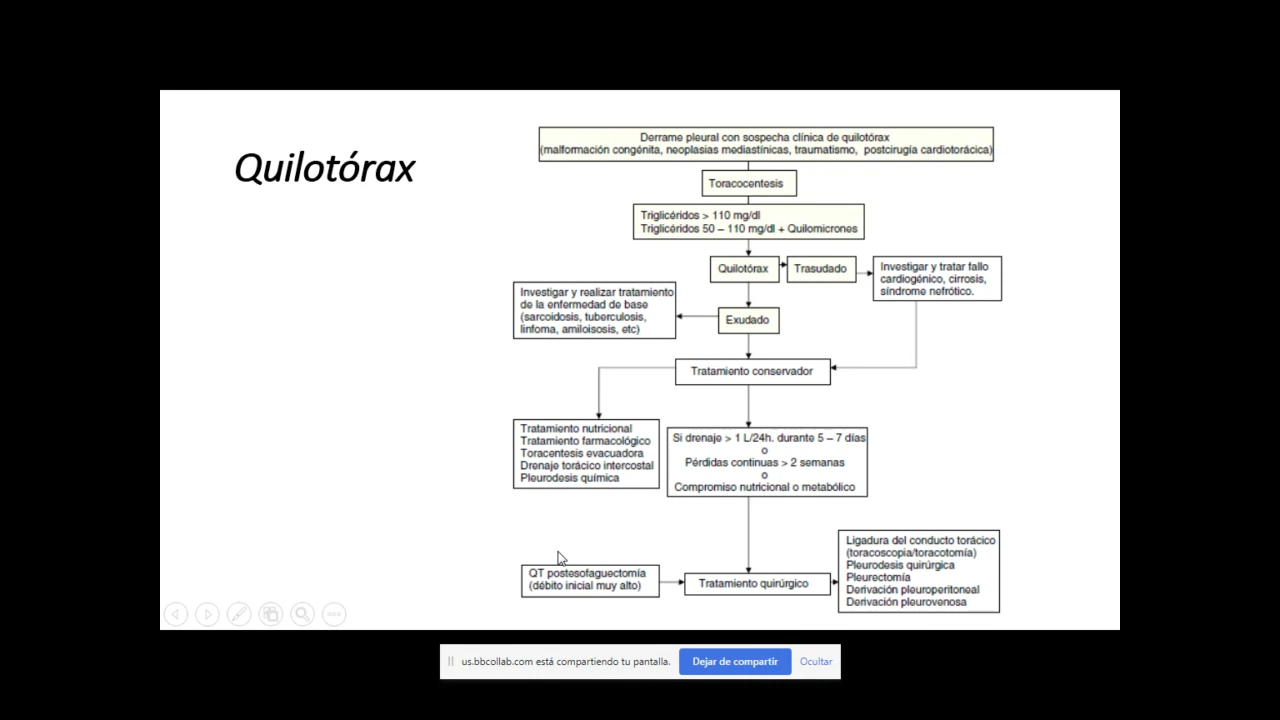 Quilotórax
Derrame pleural con sospecha clínica de quilotórax
(malformación congénita, neoplasias mediastínicas, traumatismo, postcirugía cardiotorácica)
Toracocentesis
Triglicéridos > 110 mg/dl
Triglicéridos 50 – 110 mg/dl + Quilomicrones
Quilotórax
Trasudado
Investigar y tratar fallo
cardiogénico, cirrosis,
síndrome nefrótico.
Investigar y realizar tratamiento
de la enfermedad de base
(sarcoidosis, tuberculosis,
linfoma, amiloisosis, etc)
Exudado
Tratamiento conservador
Tratamiento nutricional
Tratamiento farmacológico
Toracentesis evacuadora
Drenaje torácico intercostal
Pleurodesis química
Si drenaje > 1 L/24h. durante 5 – 7 días
o
Pérdidas continuas > 2 semanas
o
Compromiso nutricional o metabólico
QT postesofaguectomía
(débito inicial muy alto)
Tratamiento quirúrgico
Ligadura del conducto torácico
(toracoscopia/toracotomía)
Pleurodesis quirúrgica
Pleurectomía
Derivación pleuroperitoneal
Derivación pleurovenosa
us.bbcollab.com está compartiendo tu pantalla.
Dejar de compartir
Ocultar